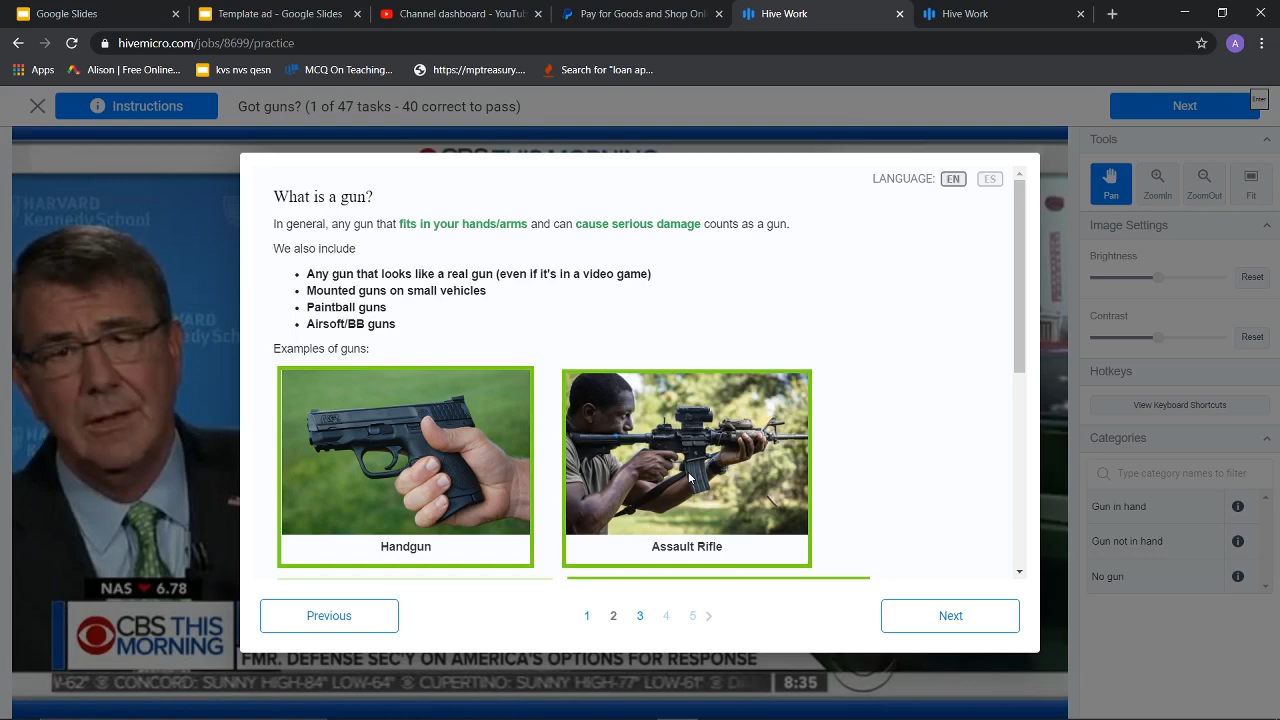 Google Slides
Template ad - Google Slides
Channel dashboard - YouTu
Pay for Goods and Shop Onl
Hive Work
Hive Work
hivemicro.com/jobs/8699/practice
A
Apps
Alison | Free Online...
kvs nvs qesn
MCQ On Teaching...
https://mptreasury....
Search for "loan ap...
Instructions
Got guns? (1 of 47 tasks - 40 correct to pass)
Next
Enter
Tools
Pan
ZoomIn
ZoomOut
Fit
Image Settings
Brightness
Reset
Contrast
Reset
Hotkeys
View Keyboard Shortcuts
Categories
Type category names to filter
Gun in hand
Gun not in hand
No gun
LANGUAGE: EN ES
What is a gun?
In general, any gun that fits in your hands/arms and can cause serious damage counts as a gun.
We also include
Any gun that looks like a real gun (even if it's in a video game)
Mounted guns on small vehicles
Paintball guns
Airsoft/BB guns
Examples of guns:
Handgun
Assault Rifle
Previous
1 2 3 4 5
Next
HARVARD
Kennedy School
NAS 6.78
CBS THIS
MORNING
FMR. DEFENSE SEC'Y ON AMERICA'S OPTIONS FOR RESPONSE
CONCORD: SUNNY HIGH-84° LOW-64° CUPERTINO: SUNNY HIGH-77° LOW-61°
8:35